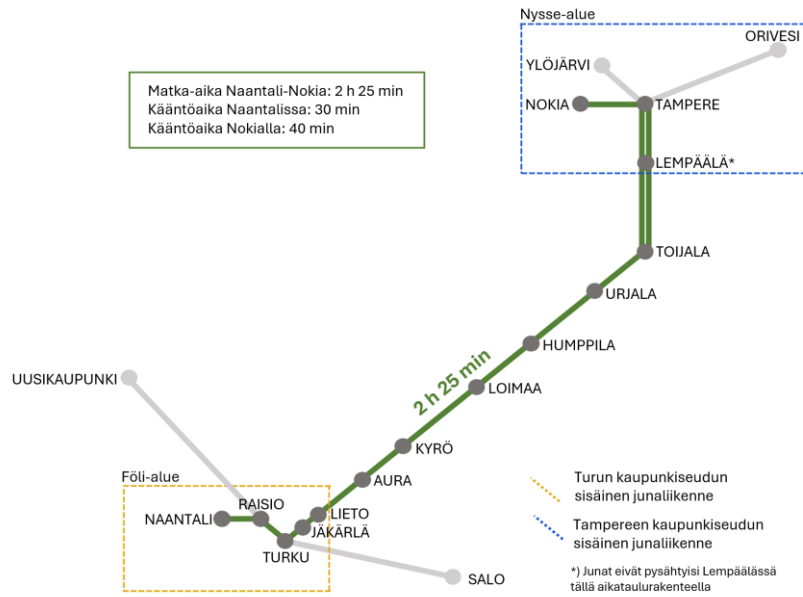 Nysse-alue
ORIVESI
YLÖJÄRVI
Matka-aika Naantali-Nokia: 2 h 25 min
Kääntöaika Naantalissa: 30 min
Kääntöaika Nokialla: 40 min
NOKIA
TAMPERE
LEMPÄÄLÄ*)
TOIJALA
URJALA
HUMPPILA
2 h 25 min
UUSIKAUPUNKI
LOIMAA
KYRÖ
Föli-alue
AURA
RAISIO
NAANTALI
LIETO
JÄKÄRLÄ
TURKU
SALO
Turun kaupunkiseudun
sisäinen junaliikenne
Tampereen kaupunkiseudun
sisäinen junaliikenne
*) Junat eivät pysähtyisi Lempäälässä
tällä aikataulurakenteella